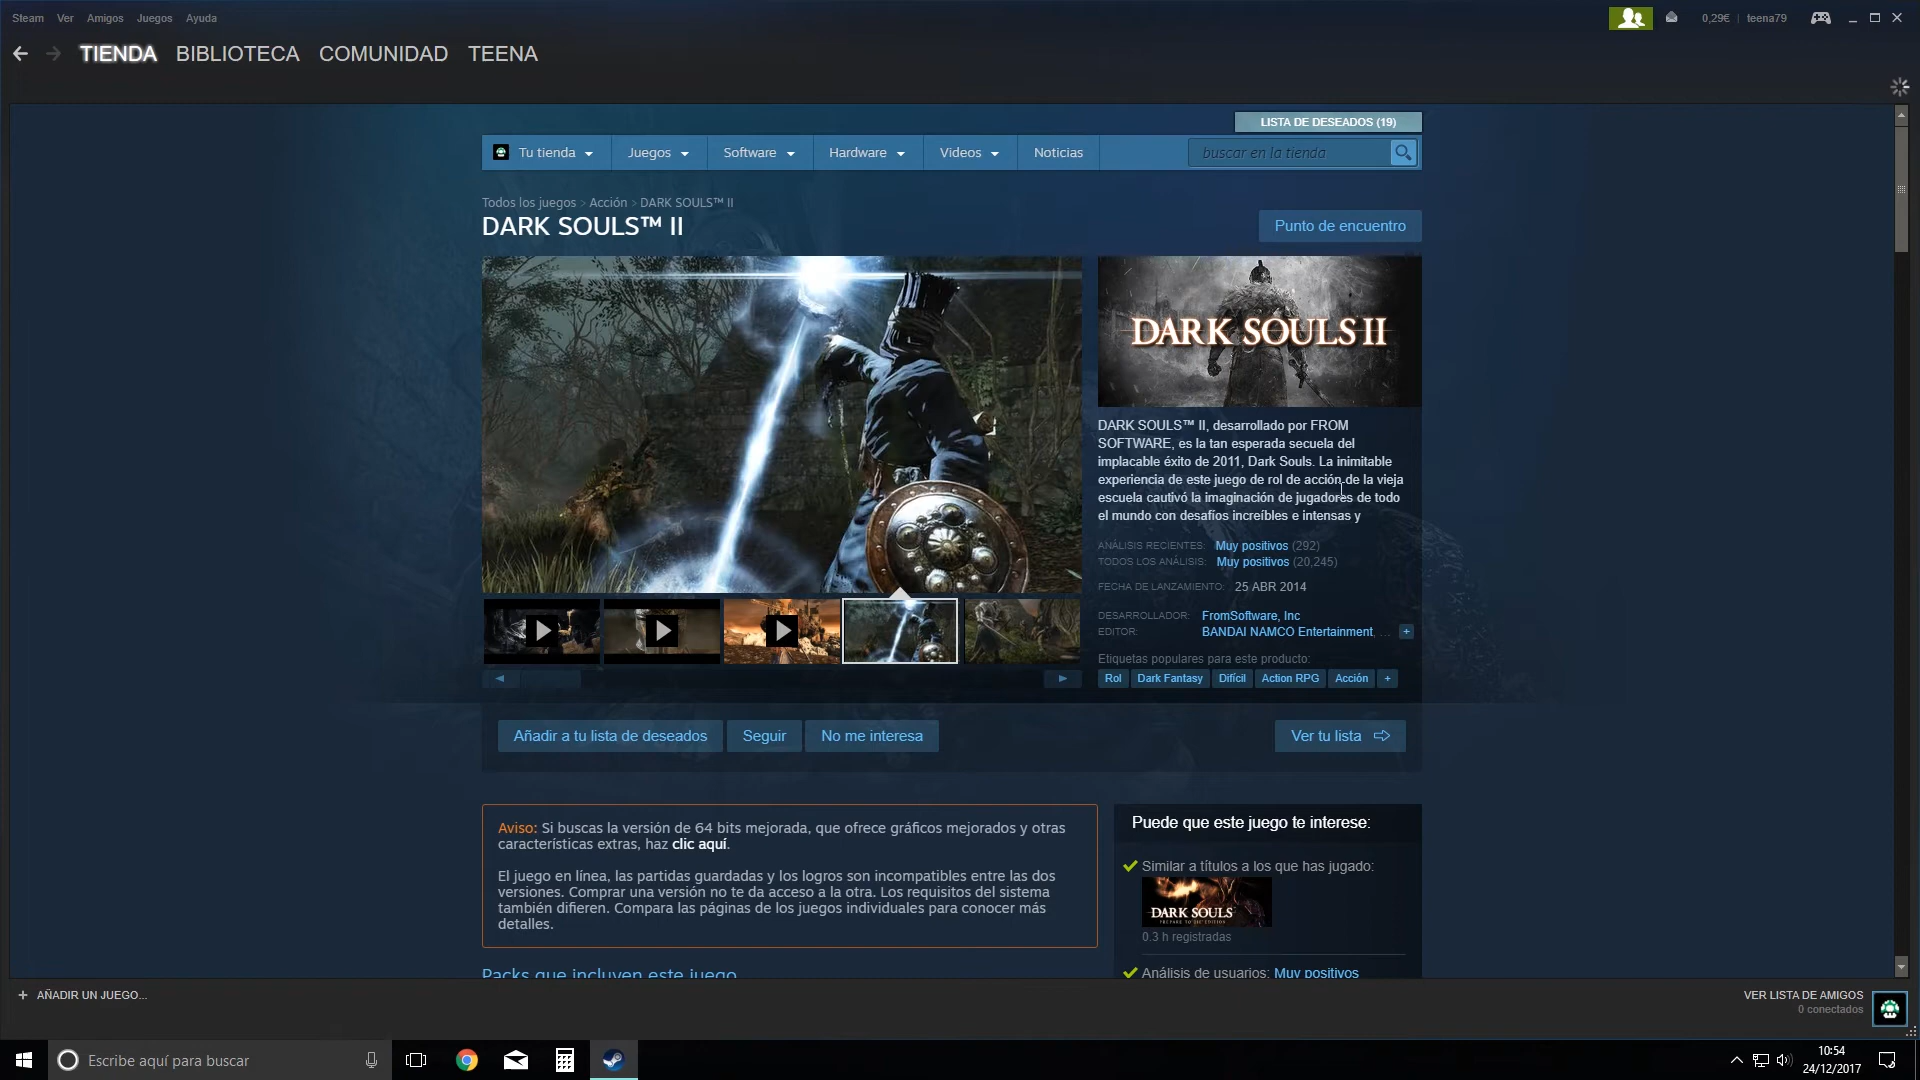 Steam Ver Amigos Juegos Ayuda
0,29€ | teena79
TIENDA BIBLIOTECA COMUNIDAD TEENA
LISTA DE DESEADOS (19)
Tu tienda Juegos Software Hardware Videos Noticias
buscar en la tienda
Todos los juegos > Acción > DARK SOULS™ II
DARK SOULS™ II
Punto de encuentro
DARK SOULS II
DARK SOULS™ II, desarrollado por FROM
SOFTWARE, es la tan esperada secuela del
implacable éxito de 2011, Dark Souls. La inimitable
experiencia de este juego de rol de acción de la vieja
escuela cautivó la imaginación de jugadores de todo
el mundo con desafíos increíbles e intensas y
ANÁLISIS RECIENTES: Muy positivos (292)
TODOS LOS ANÁLISIS: Muy positivos (20,245)
FECHA DE LANZAMIENTO: 25 ABR 2014
DESARROLLADOR: FromSoftware, Inc
EDITOR: BANDAI NAMCO Entertainment, ... +
Etiquetas populares para este producto:
Rol Dark Fantasy Difícil Action RPG Acción +
Añadir a tu lista de deseados Seguir No me interesa
Ver tu lista
Aviso: Si buscas la versión de 64 bits mejorada, que ofrece gráficos mejorados y otras
características extras, haz clic aquí.
El juego en línea, las partidas guardadas y los logros son incompatibles entre las dos
versiones. Comprar una versión no te da acceso a la otra. Los requisitos del sistema
también difieren. Compara las páginas de los juegos individuales para conocer más
detalles.
Packs que incluyen este juego
Puede que este juego te interese:
Similar a títulos a los que has jugado:
DARK SOULS
PREPARE TO DIE EDITION
0.3 h registradas
Análisis de usuarios: Muy positivos
+ AÑADIR UN JUEGO...
VER LISTA DE AMIGOS
0 conectados
Escribe aquí para buscar
10:54
24/12/2017